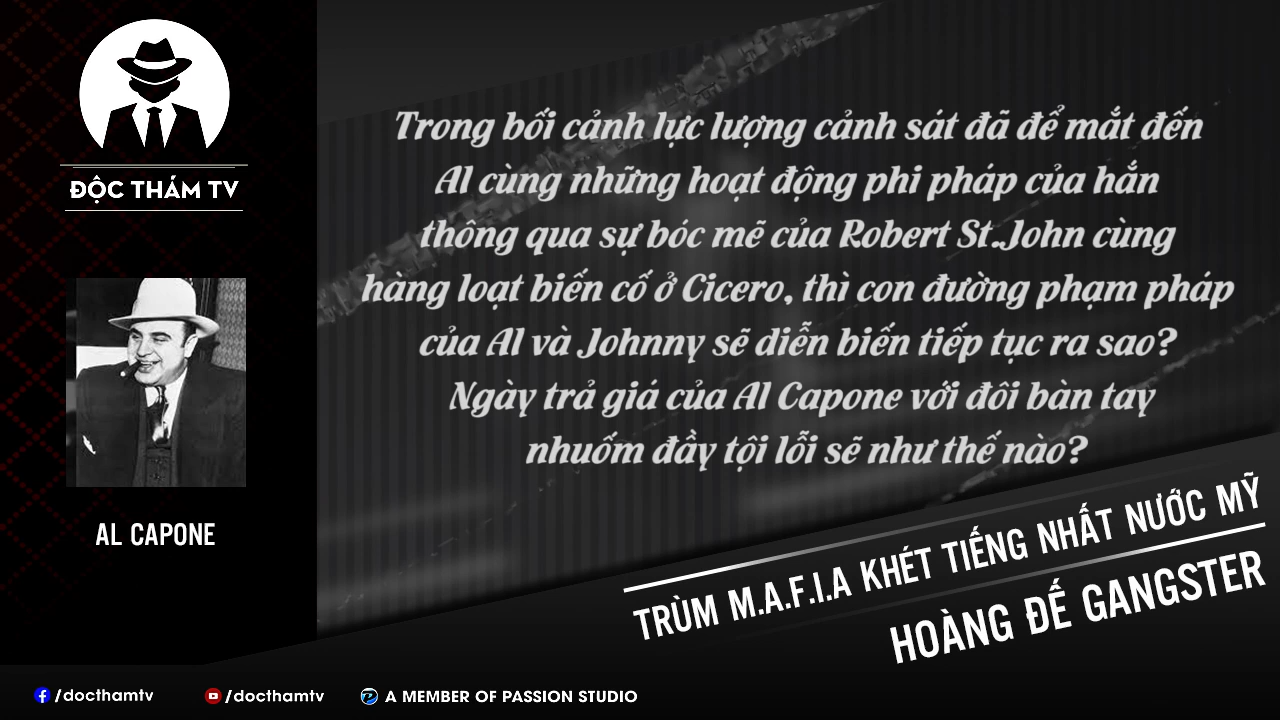 ĐỘC THÁM TV
AL CAPONE
Trong bối cảnh lực lượng cảnh sát đã để mắt đến
Al cùng những hoạt động phi pháp của hắn
thông qua sự bóc mẽ của Robert St.John cùng
hàng loạt biến cố ở Cicero, thì con đường phạm pháp
của Al và Johnny sẽ diễn biến tiếp tục ra sao?
Ngày trả giá của Al Capone với đôi bàn tay
nhuốm đầy tội lỗi sẽ như thế nào?
TRÙM M.A.F.I.A KHÉT TIẾNG NHẤT NƯỚC MỸ
HOÀNG ĐẾ GANGSTER
/docthamtv
/docthamtv
A MEMBER OF PASSION STUDIO